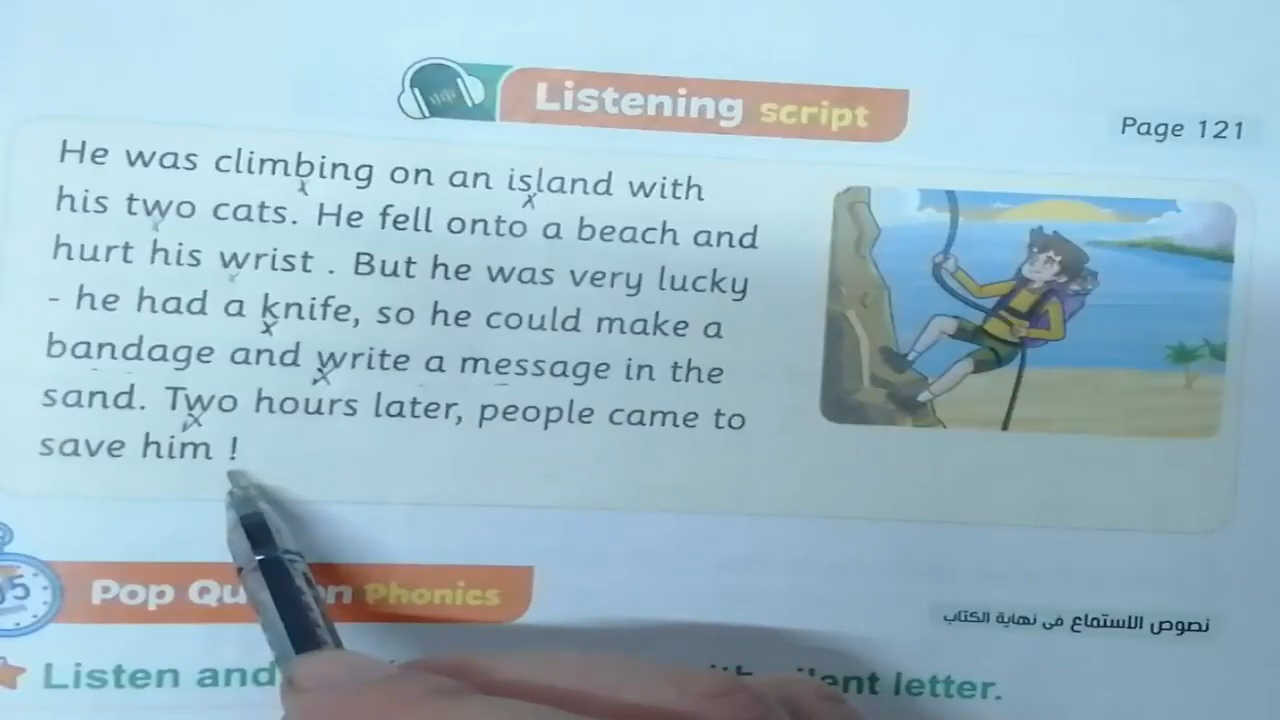 Listening script
Page 121
He was climbing on an island with
his two cats. He fell onto a beach and
hurt his wrist . But he was very lucky
- he had a knife, so he could make a
bandage and write a message in the
sand. Two hours later, people came to
save him !
Pop Phonics
نصوص الاستماع فى نهاية الكتاب
Listen and letter.